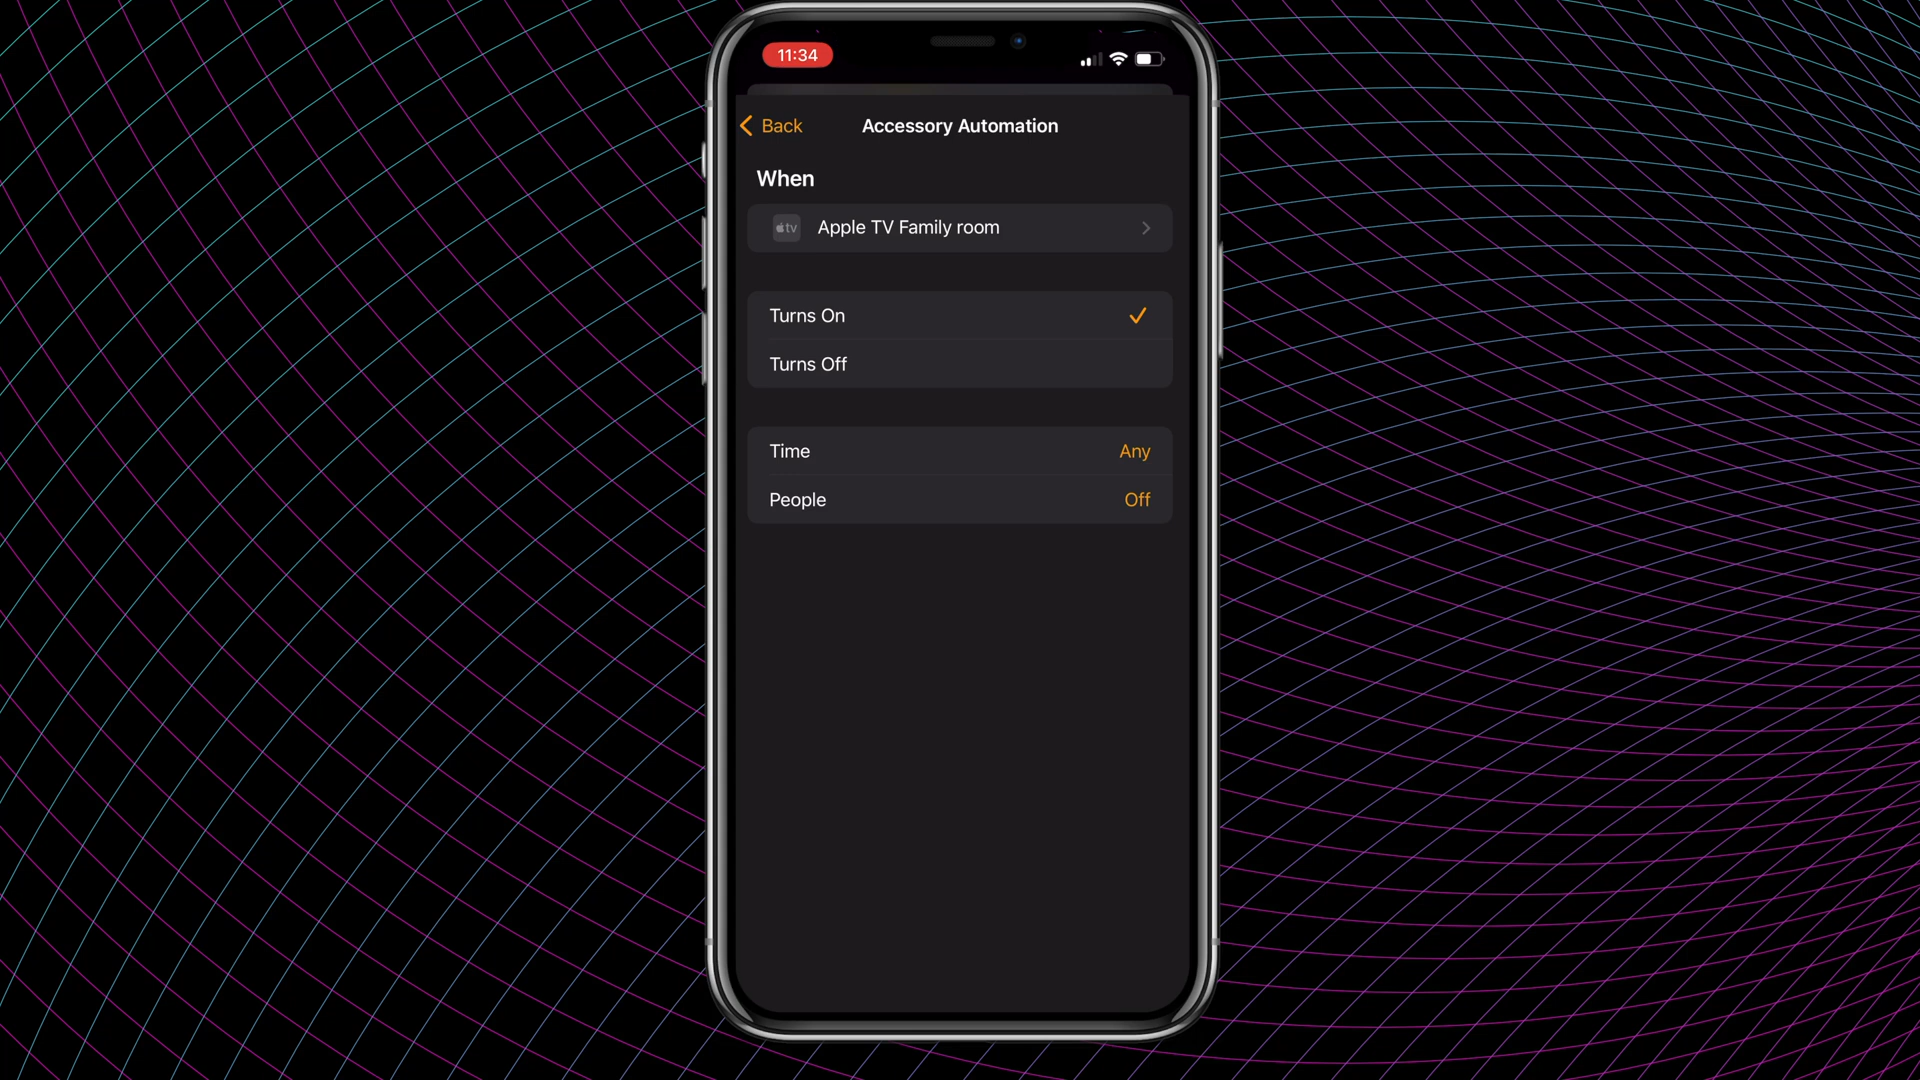 11:34
Back
Accessory Automation
When
tv
Apple TV Family room
Turns On
Turns Off
Time
Any
People
Off